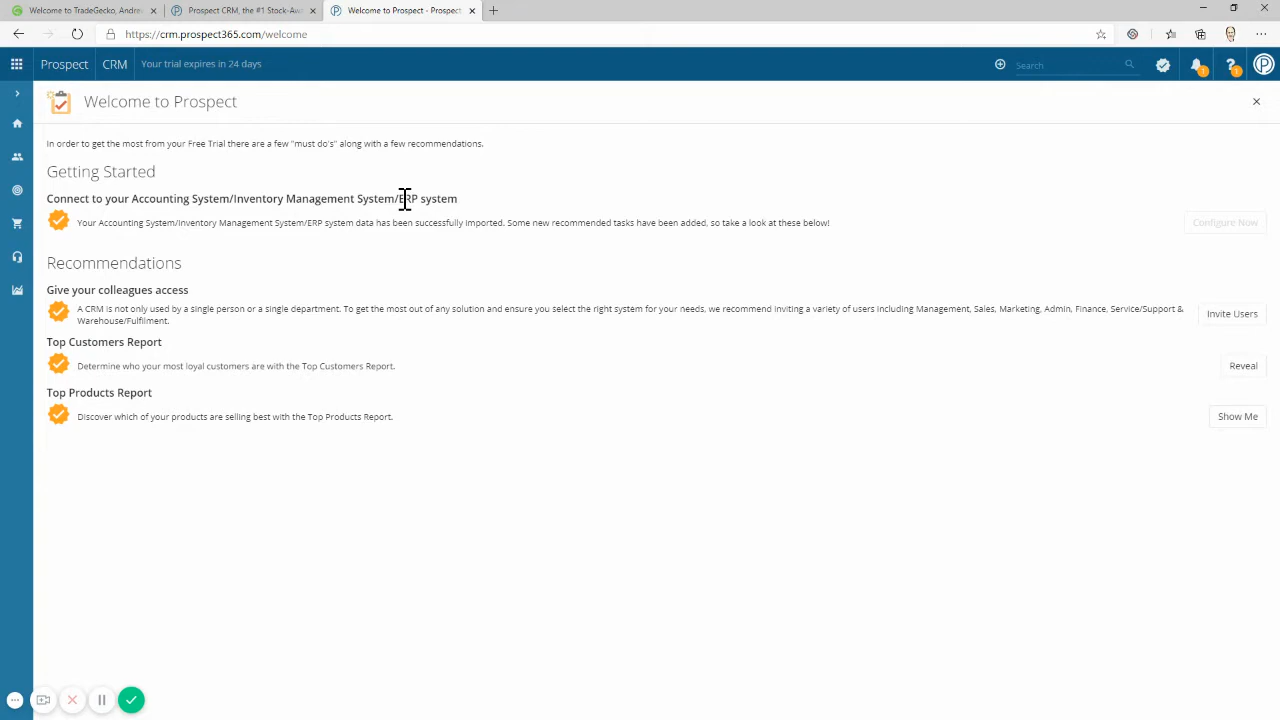 Welcome to TradeGecko, Andrew
Prospect CRM, the #1 Stock-Awa
Welcome to Prospect - Prospect
https://crm.prospect365.com/welcome
Prospect CRM Your trial expires in 24 days Search 1 1
Welcome to Prospect
In order to get the most from your Free Trial there are a few "must do's" along with a few recommendations.
Getting Started
Connect to your Accounting System/Inventory Management System/ERP system
Your Accounting System/Inventory Management System/ERP system data has been successfully imported. Some new recommended tasks have been added, so take a look at these below! Configure Now
Recommendations
Give your colleagues access
A CRM is not only used by a single person or a single department. To get the most out of any solution and ensure you select the right system for your needs, we recommend inviting a variety of users including Management, Sales, Marketing, Admin, Finance, Service/Support &
Warehouse/Fulfilment.
Invite Users
Top Customers Report
Determine who your most loyal customers are with the Top Customers Report. Reveal
Top Products Report
Discover which of your products are selling best with the Top Products Report. Show Me